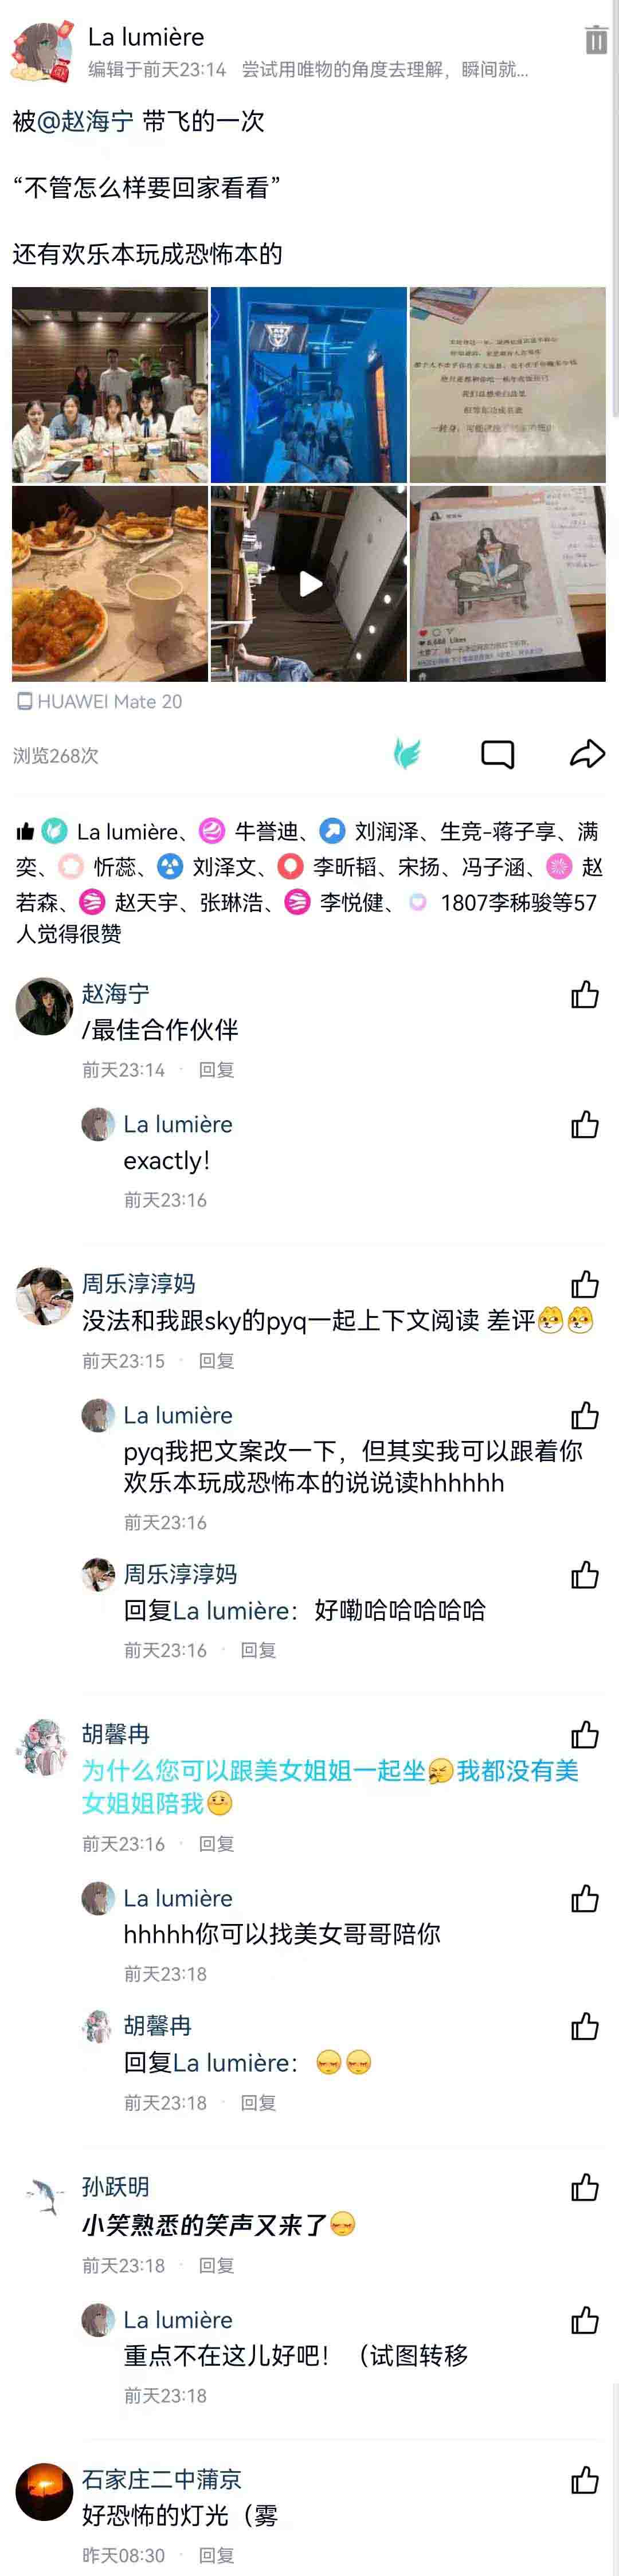 La lumière
编辑于前天23:14 尝试用唯物的角度去理解，瞬间就...
被@赵海宁 带飞的一次
“不管怎么样要回家看看”
还有欢乐本玩成恐怖本的
HUAWEI Mate 20
浏览268次
La lumière、牛誉迪、刘润泽、生竞-蒋子享、满
奕、忻蕊、刘泽文、李昕韬、宋扬、冯子涵、赵
若森、赵天宇、张琳浩、李悦健、1807李秭骏等57
人觉得很赞
赵海宁
/最佳合作伙伴
前天23:14 · 回复
La lumière
exactly！
前天23:16
周乐淳淳妈
没法和我跟sky的pyq一起上下文阅读 差评
前天23:15 · 回复
La lumière
pyq我把文案改一下，但其实我可以跟着你
欢乐本玩成恐怖本的说说读hhhhhh
前天23:16
周乐淳淳妈
回复La lumière：好嘞哈哈哈哈哈
前天23:16 · 回复
胡馨冉
为什么您可以跟美女姐姐一起坐我都没有美
女姐姐陪我
前天23:16 · 回复
La lumière
hhhhh你可以找美女哥哥陪你
前天23:18
胡馨冉
回复La lumière：
前天23:18 · 回复
孙跃明
小笑熟悉的笑声又来了
前天23:18 · 回复
La lumière
重点不在这儿好吧！（试图转移
前天23:18
石家庄二中蒲京
好恐怖的灯光（雾
昨天08:30 · 回复